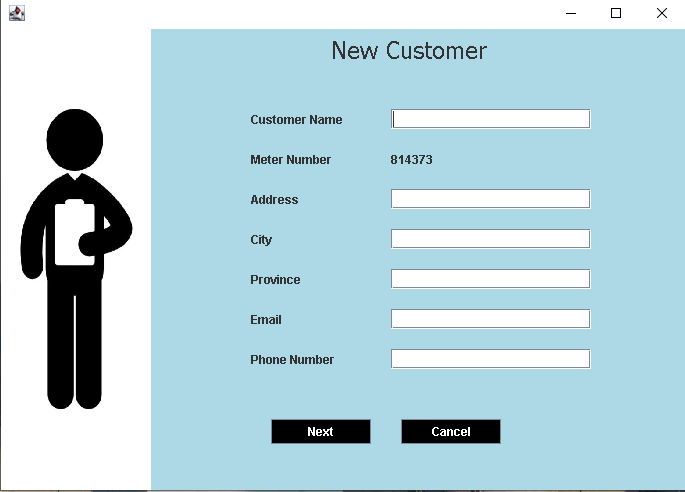 New Customer
Customer Name
Meter Number 814373
Address
City
Province
Email
Phone Number
Next Cancel